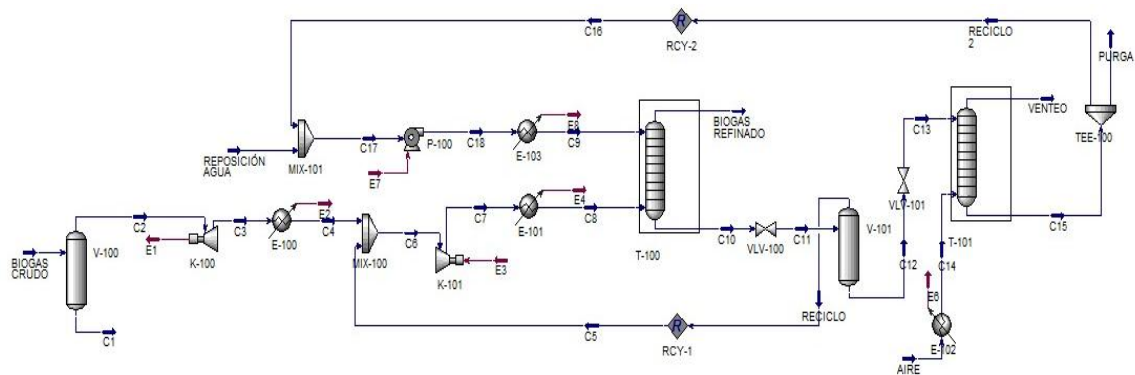 C16
R
RCY-2
RECICLO
2
PURGA
VENTEO
TEE-100
C13
BIOGAS
REFINADO
E8
C17
P-100
C18
E-103
C9
REPOSICIÓN
AGUA
MIX-101
E7
VLV-101
C2
C3
E2
C4
E-100
E4
C7
C8
E-101
C6
T-100
C10
VLV-100
C11
V-101
T-101
C15
C14
C12
BIOGAS
CRUDO
V-100
E1
K-100
MIX-100
K-101
E3
C1
C5
R
RCY-1
RECICLO
E6
E-102
AIRE